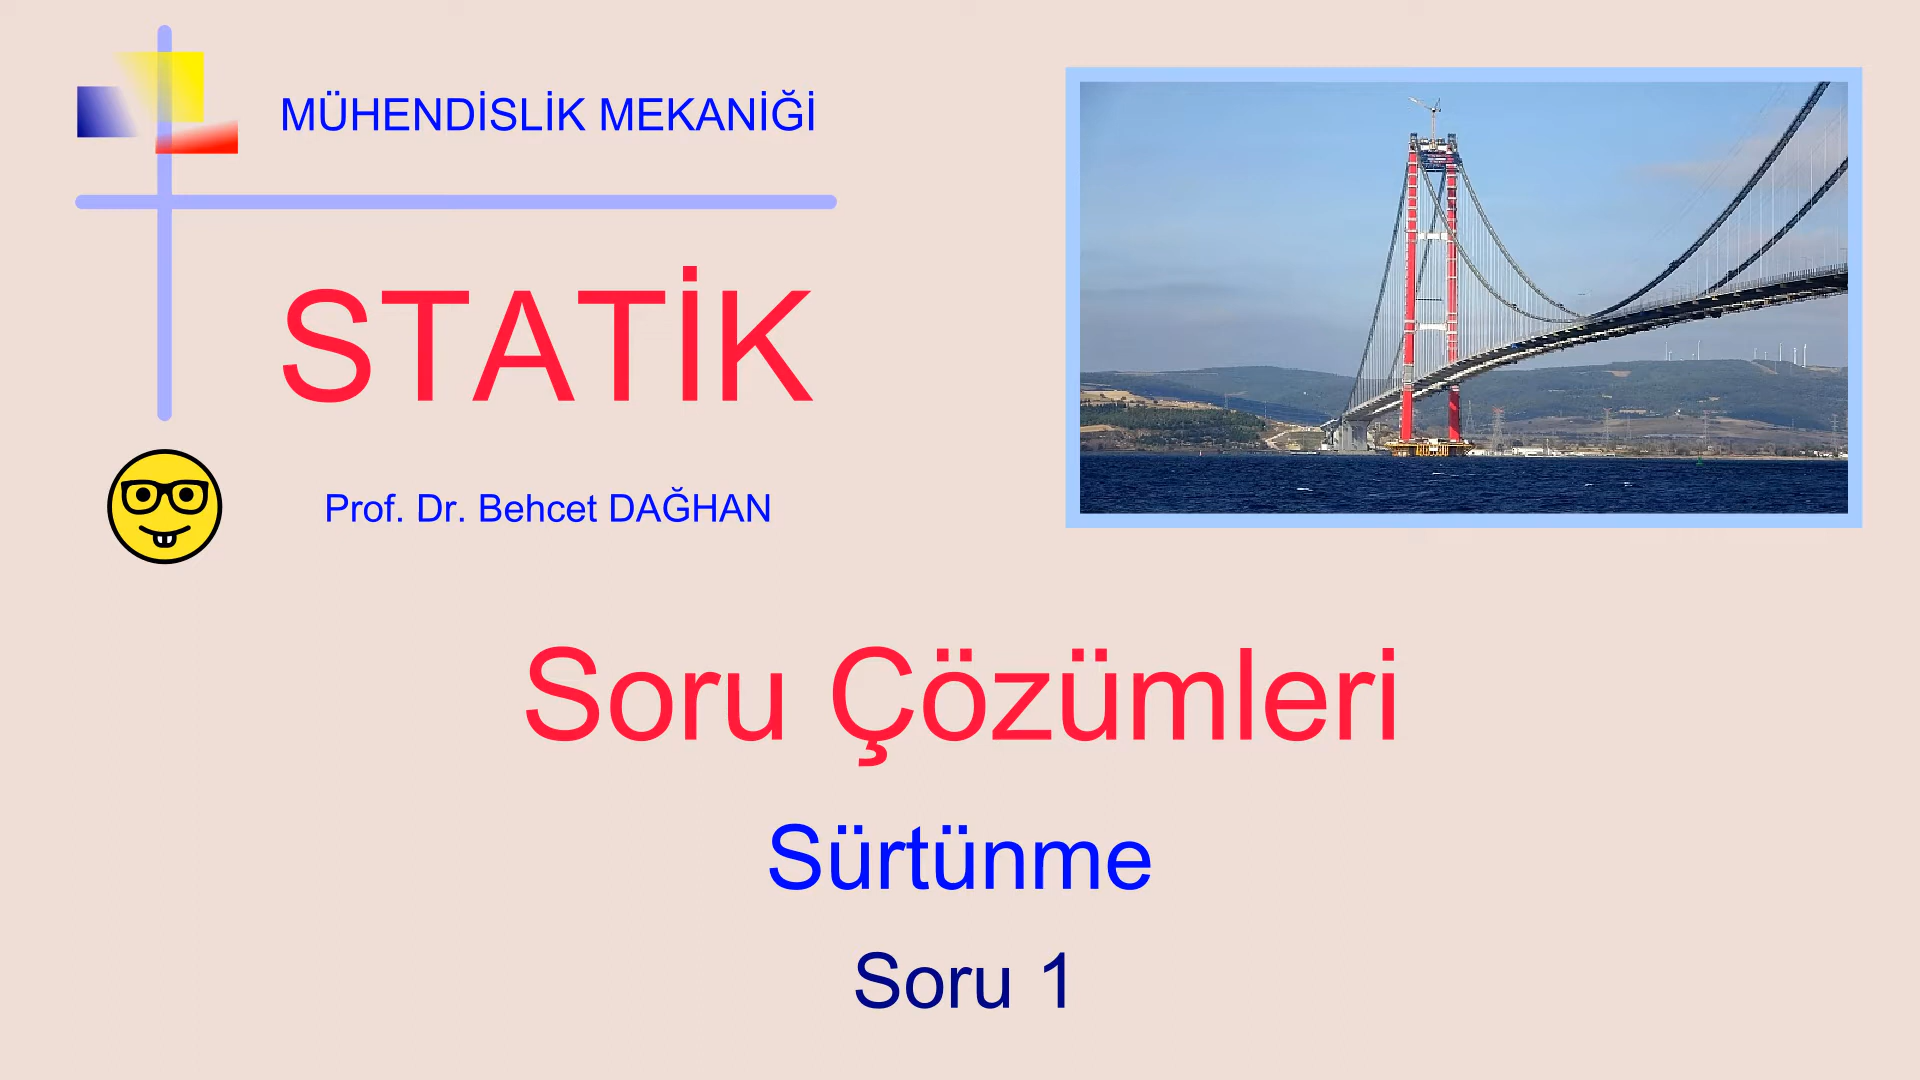 MÜHENDİSLİK MEKANİĞİ
STATİK
Prof. Dr. Behcet DAĞHAN
Soru Çözümleri
Sürtünme
Soru 1